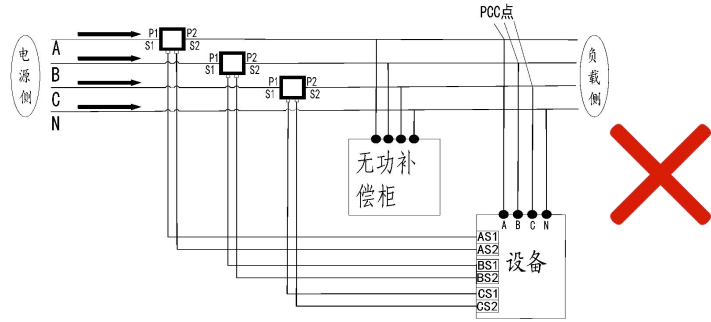 PCC点
P1 P2
S1 S2
A
P1 P2
S1 S2
B
P1 P2
S1 S2
C
N
电源侧
负载侧
无功补
偿柜
A B C N
AS1
AS2
BS1
BS2
CS1
CS2
设备